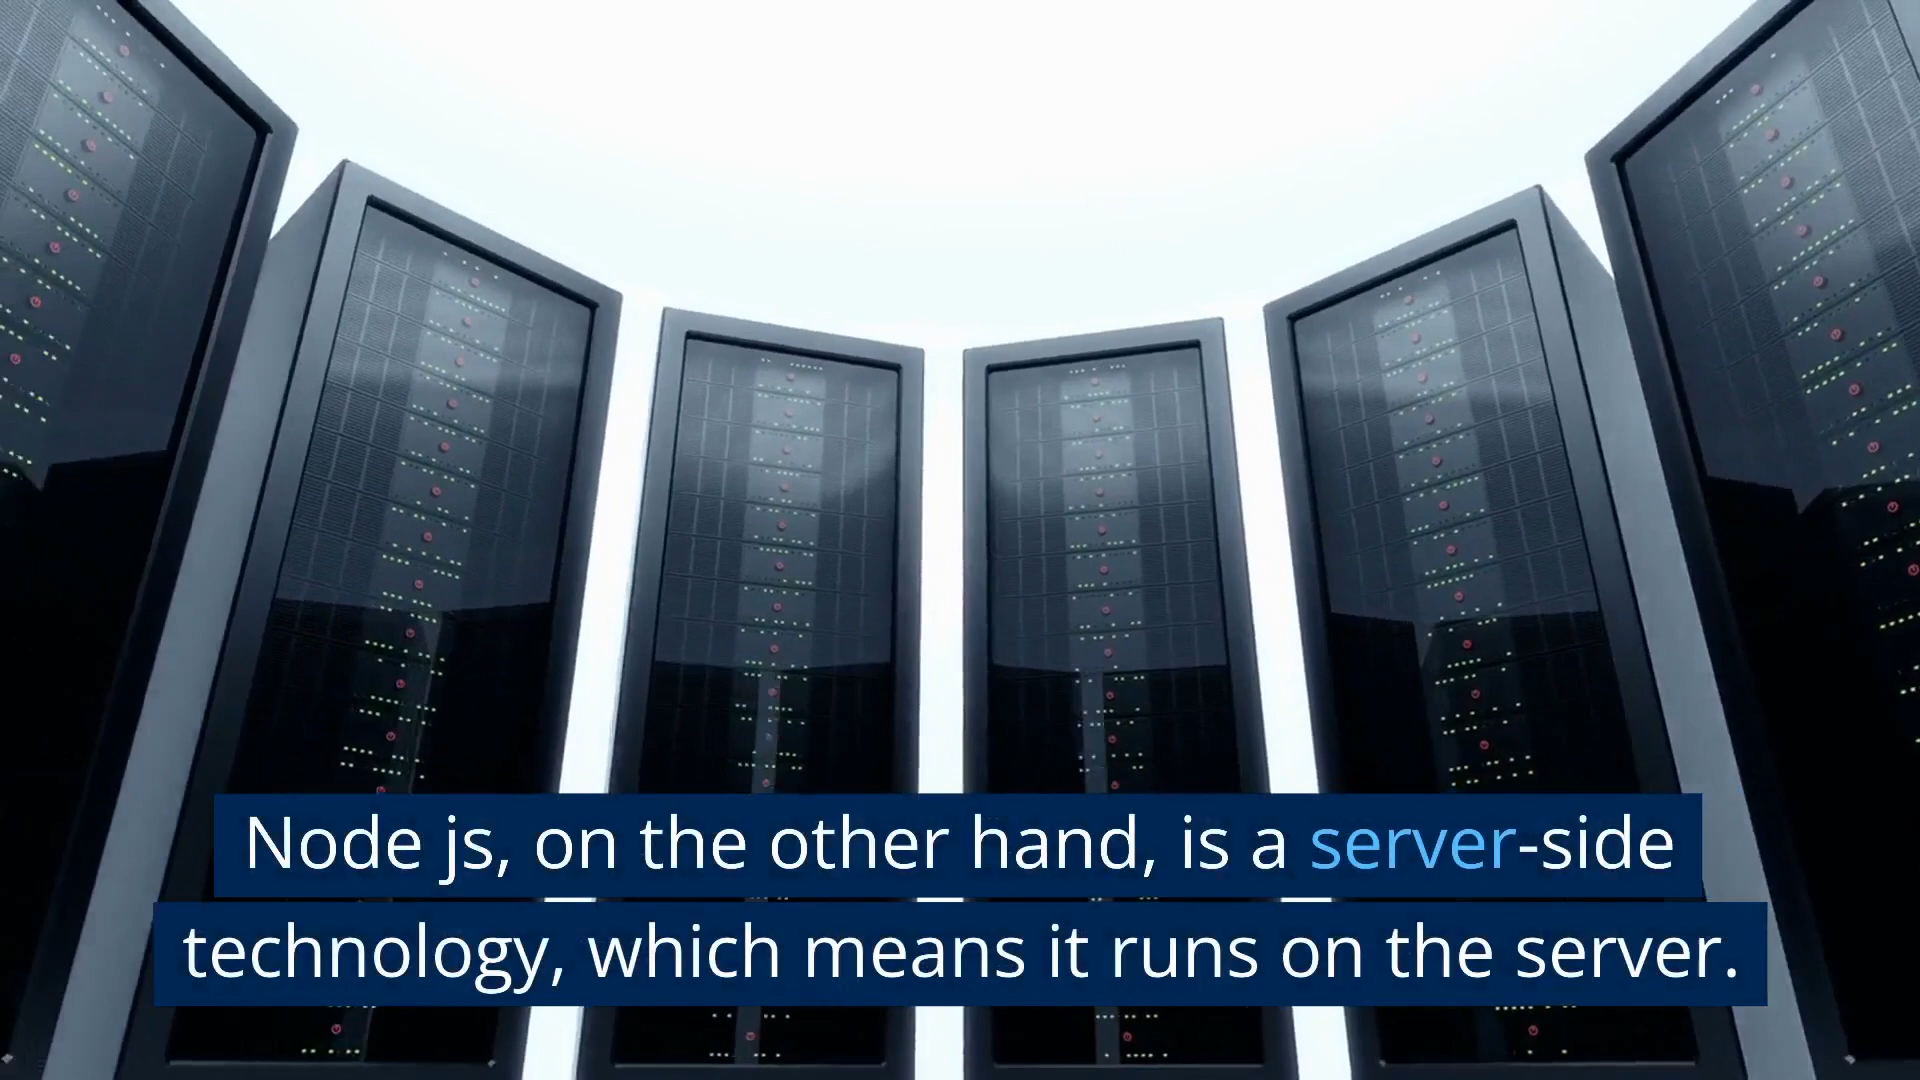 Node js, on the other hand, is a server-side
technology, which means it runs on the server.